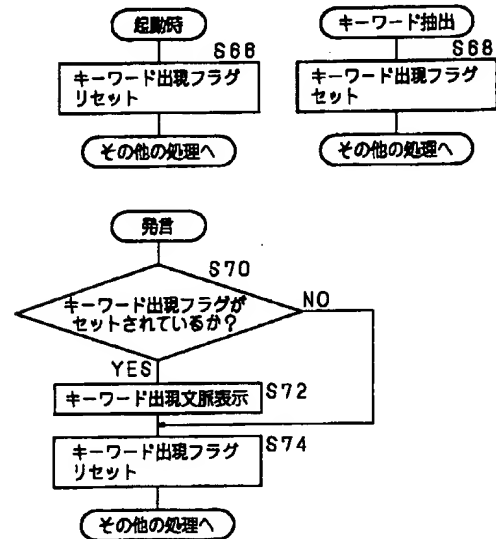 起動時
S66
キーワード出現フラグ
リセット
その他の処理へ
キーワード抽出
S68
キーワード出現フラグ
セット
その他の処理へ
発言
S70
キーワード出現フラグが
セットされているか?
NO
YES
キーワード出現文脈表示
S72
S74
キーワード出現フラグ
リセット
その他の処理へ